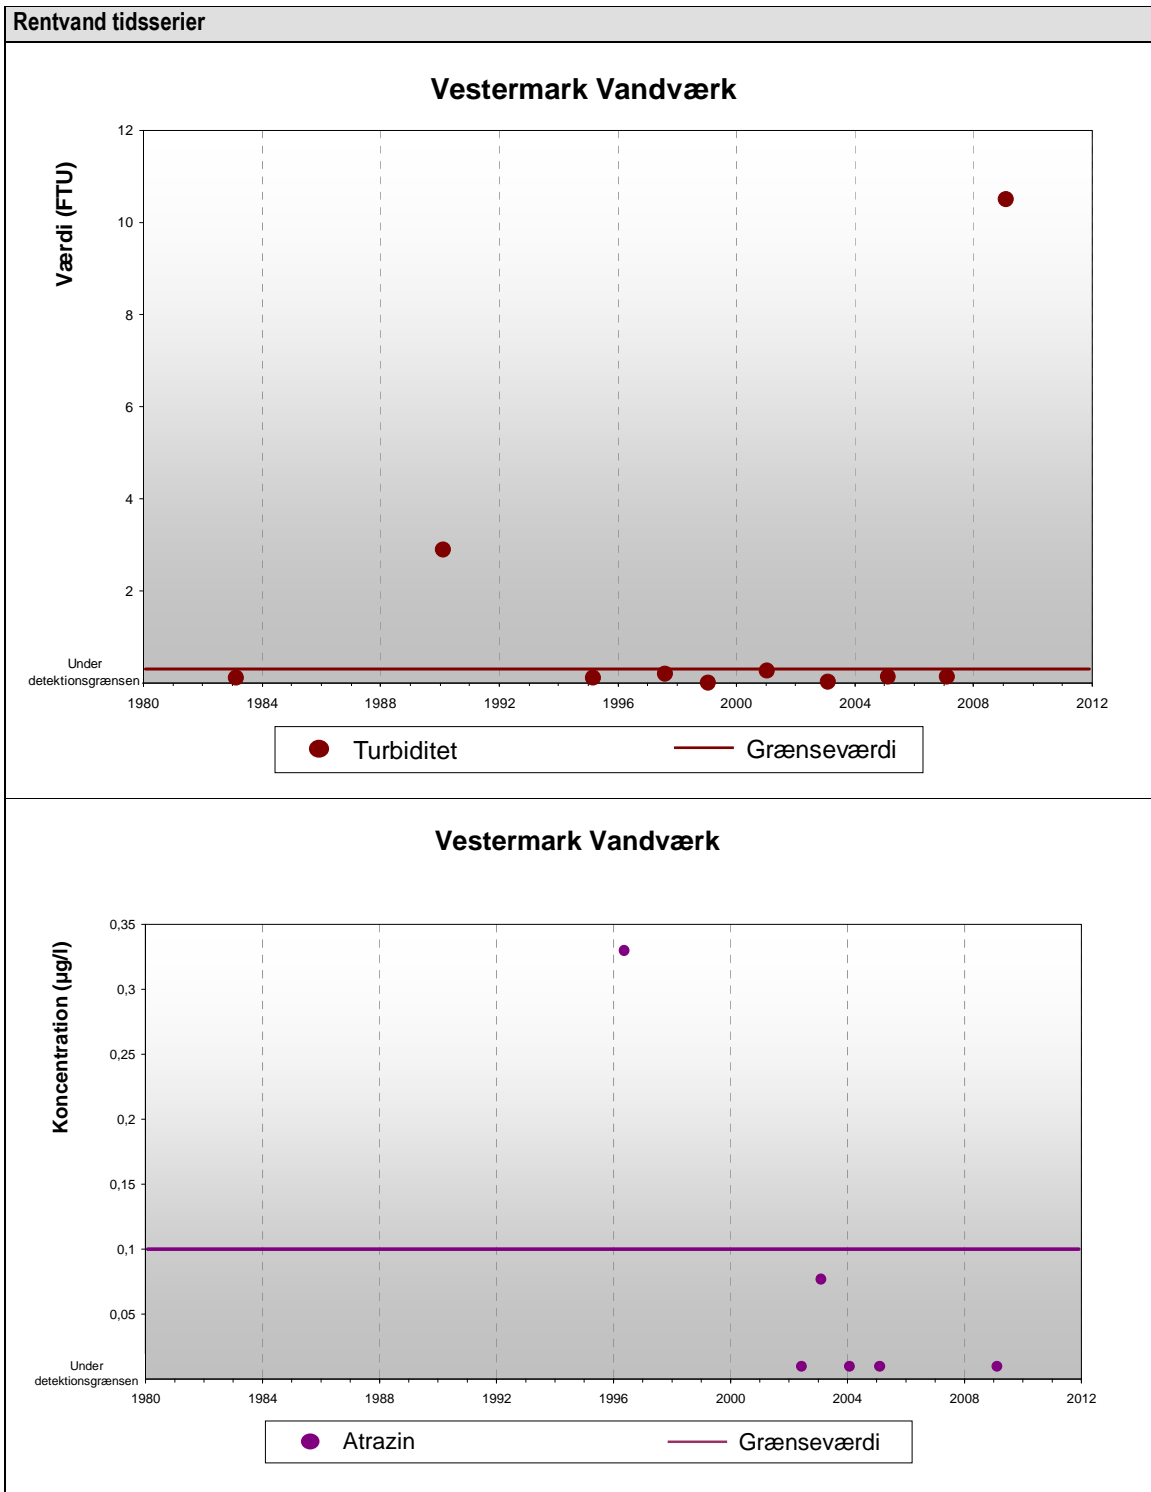 Rentvand tidsserier
Vestermark Vandværk
Værdi (FTU)
12
10
8
6
4
2
Under
detektionsgrænsen
1980 1984 1988 1992 1996 2000 2004 2008 2012
Turbiditet Grænseværdi
Vestermark Vandværk
Koncentration (µg/l)
0,35
0,3
0,25
0,2
0,15
0,1
0,05
Under
detektionsgrænsen
1980 1984 1988 1992 1996 2000 2004 2008 2012
Atrazin Grænseværdi